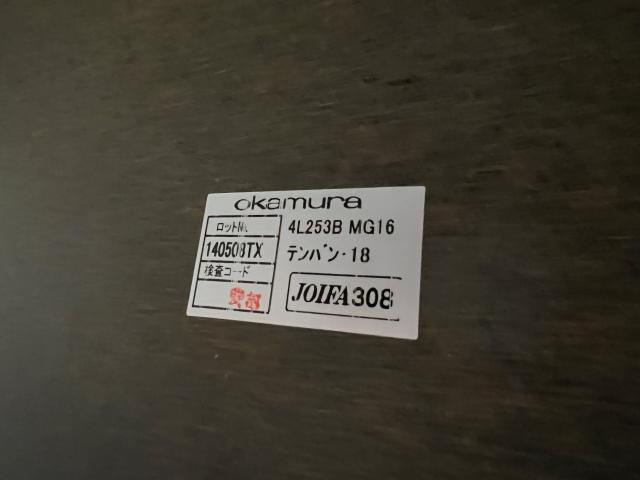 okamura
ロットNo.
140508TX
検査コード
4L253B MG16
テンバン・18
JOIFA308